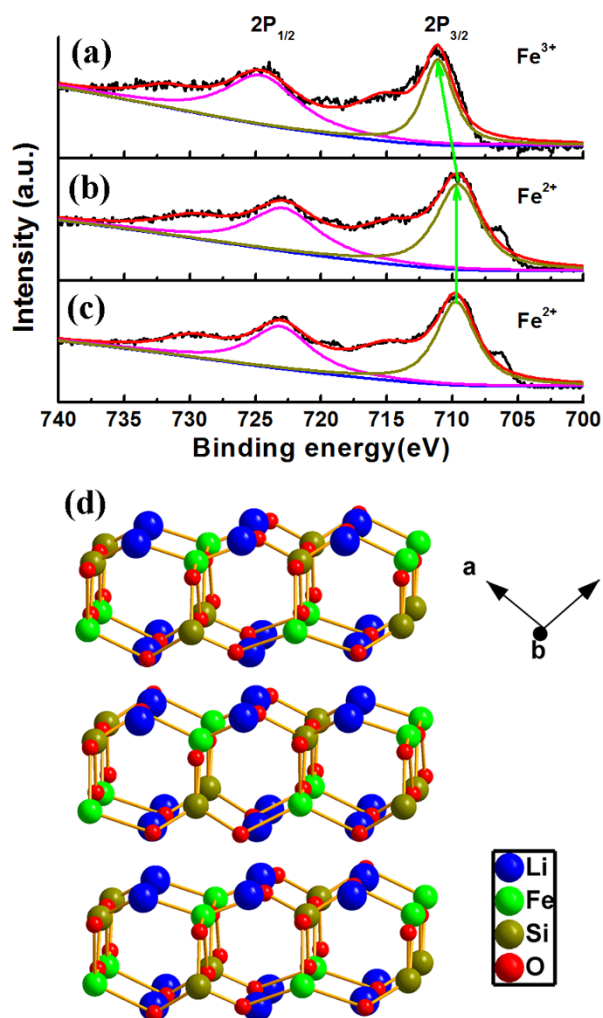 2P1/2 2P3/2
(a) Fe3+
(b) Fe2+
(c) Fe2+
Intensity (a.u.)
740 735 730 725 720 715 710 705 700
Binding energy(eV)
(d)
a
b
Li
Fe
Si
O